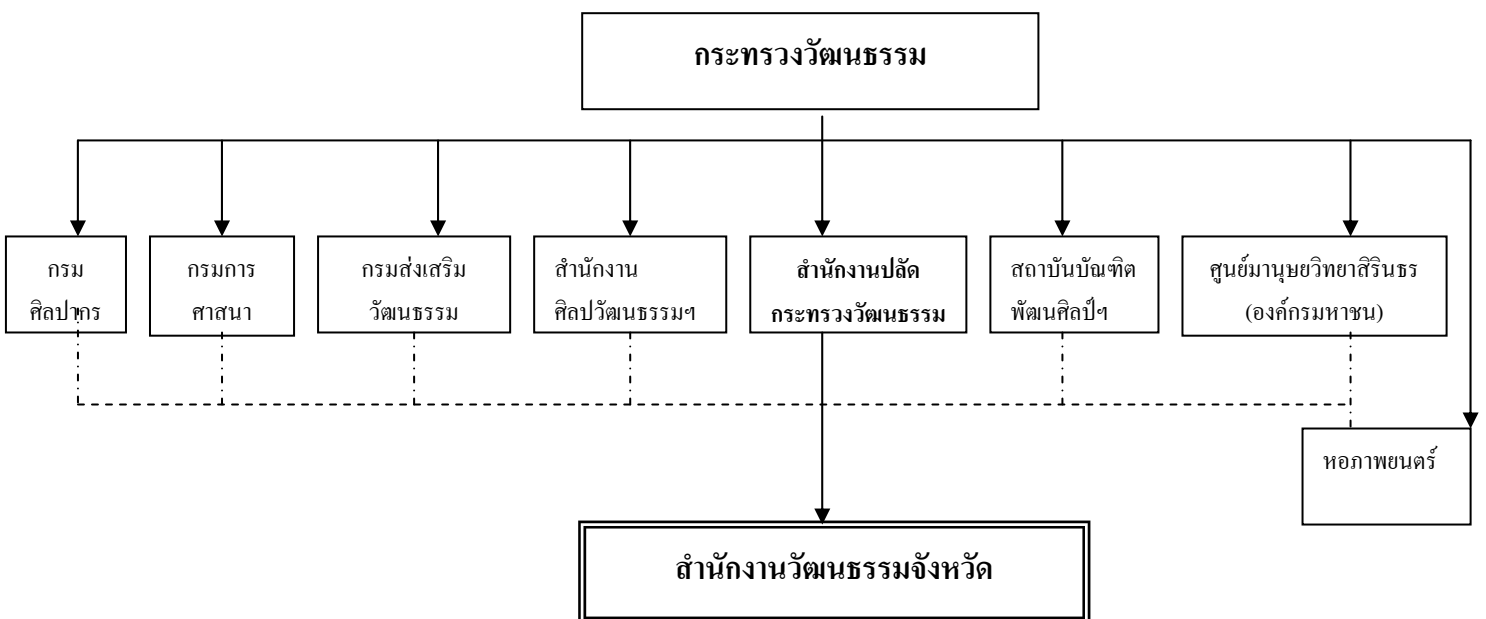 กระทรวงวัฒนธรรม
กรม
ศิลปากร
กรมการ
ศาสนา
กรมส่งเสริม
วัฒนธรรม
สำนักงาน
ศิลปวัฒนธรรมฯ
สำนักงานปลัด
กระทรวงวัฒนธรรม
สถาบันบัณฑิต
พัฒนศิลป์ฯ
ศูนย์มานุษยวิทยาสิรินธร
(องค์กรมหาชน)
หอภาพยนตร์
สำนักงานวัฒนธรรมจังหวัด